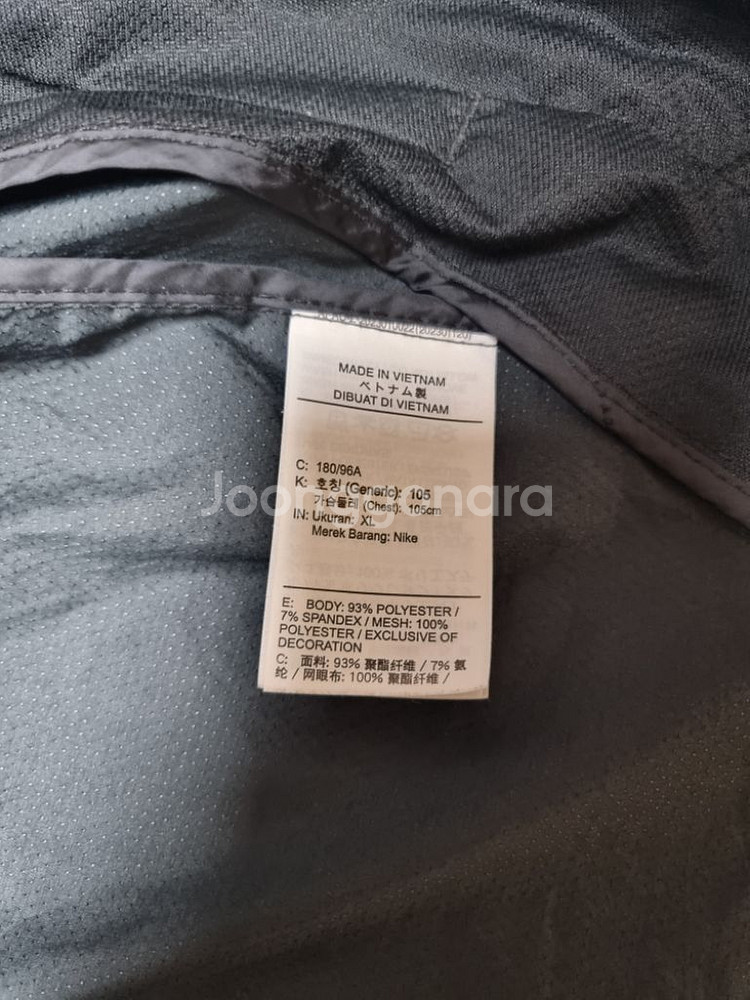 MADE IN VIETNAM
ベトナム製
DIBUAT DI VIETNAM
C: 180/96A
K: 호칭 (Generic): 105
가슴둘레 (Chest): 105cm
IN: Ukuran: XL
Merek Barang: Nike
Joonggonara
E: BODY: 93% POLYESTER /
7% SPANDEX / MESH: 100%
POLYESTER / EXCLUSIVE OF
DECORATION
C: 面料: 93% 聚酯纤维 / 7% 氨
纶 / 网眼布: 100% 聚酯纤维 /